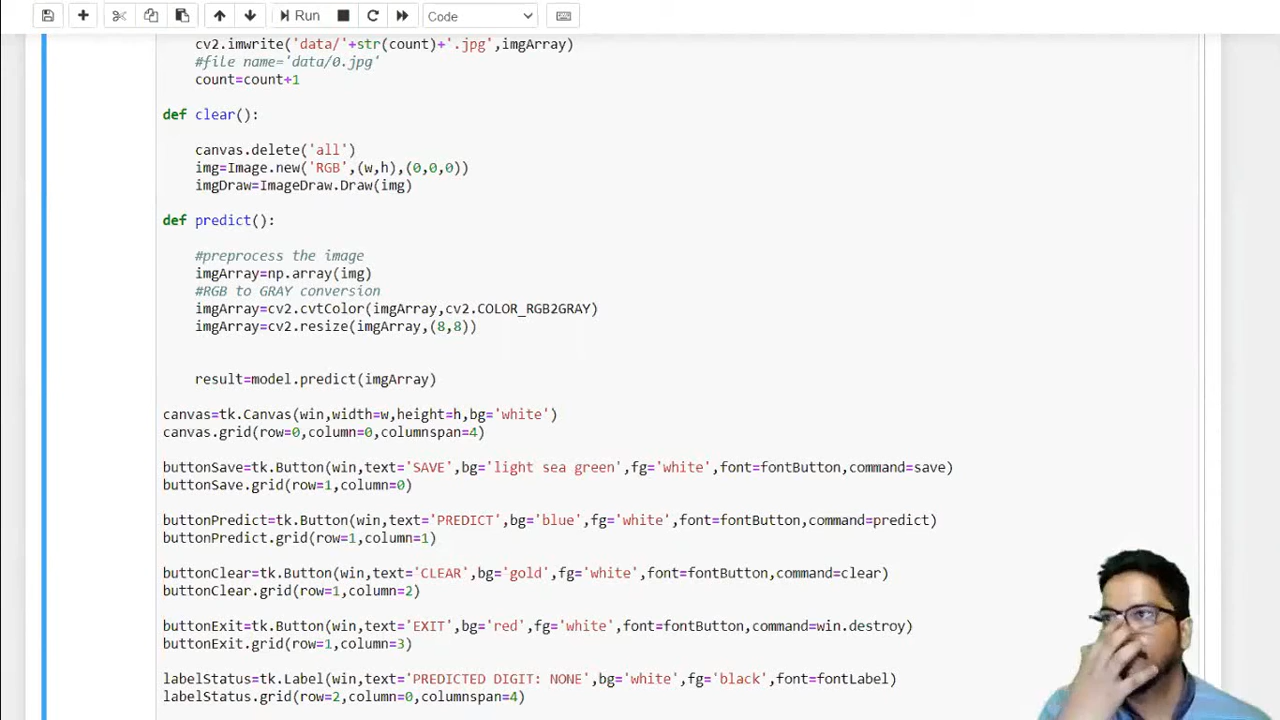 Run
Code
cv2.imwrite('data/'+str(count)+'.jpg',imgArray)
#file name='data/0.jpg'
count=count+1
def clear():
canvas.delete('all')
img=Image.new('RGB',(w,h),(0,0,0))
imgDraw=ImageDraw.Draw(img)
def predict():
#preprocess the image
imgArray=np.array(img)
#RGB to GRAY conversion
imgArray=cv2.cvtColor(imgArray,cv2.COLOR_RGB2GRAY)
imgArray=cv2.resize(imgArray,(8,8))
result=model.predict(imgArray)
canvas=tk.Canvas(win,width=w,height=h,bg='white')
canvas.grid(row=0,column=0,columnspan=4)
buttonSave=tk.Button(win,text='SAVE',bg='light sea green',fg='white',font=fontButton,command=save)
buttonSave.grid(row=1,column=0)
buttonPredict=tk.Button(win,text='PREDICT',bg='blue',fg='white',font=fontButton,command=predict)
buttonPredict.grid(row=1,column=1)
buttonClear=tk.Button(win,text='CLEAR',bg='gold',fg='white',font=fontButton,command=clear)
buttonClear.grid(row=1,column=2)
buttonExit=tk.Button(win,text='EXIT',bg='red',fg='white',font=fontButton,command=win.destroy)
buttonExit.grid(row=1,column=3)
labelStatus=tk.Label(win,text='PREDICTED DIGIT: NONE',bg='white',fg='black',font=fontLabel)
labelStatus.grid(row=2,column=0,columnspan=4)